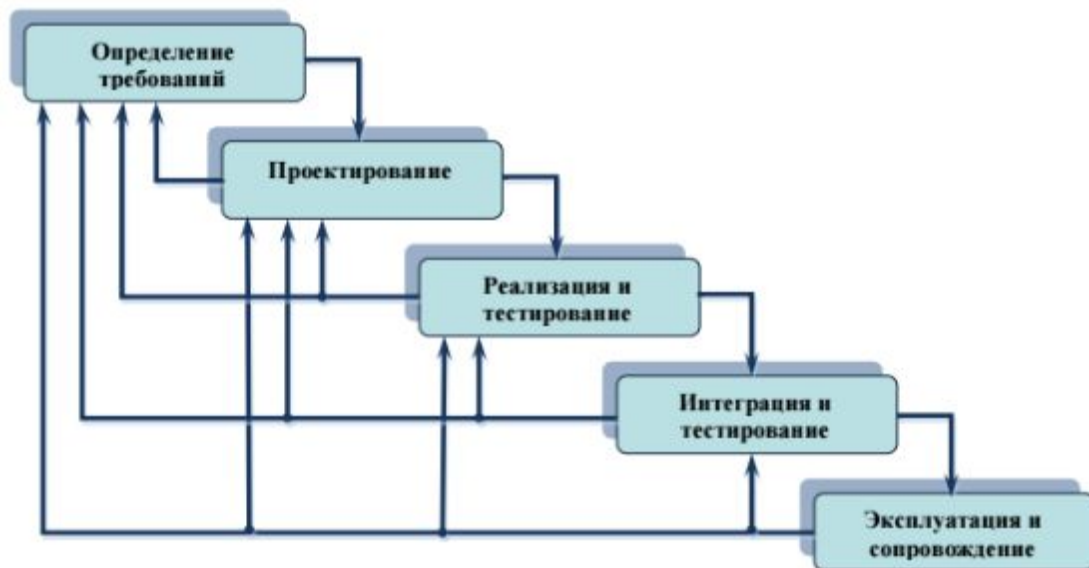 Определение
требований
Проектирование
Реализация и
тестирование
Интеграция и
тестирование
Эксплуатация и
сопровождение